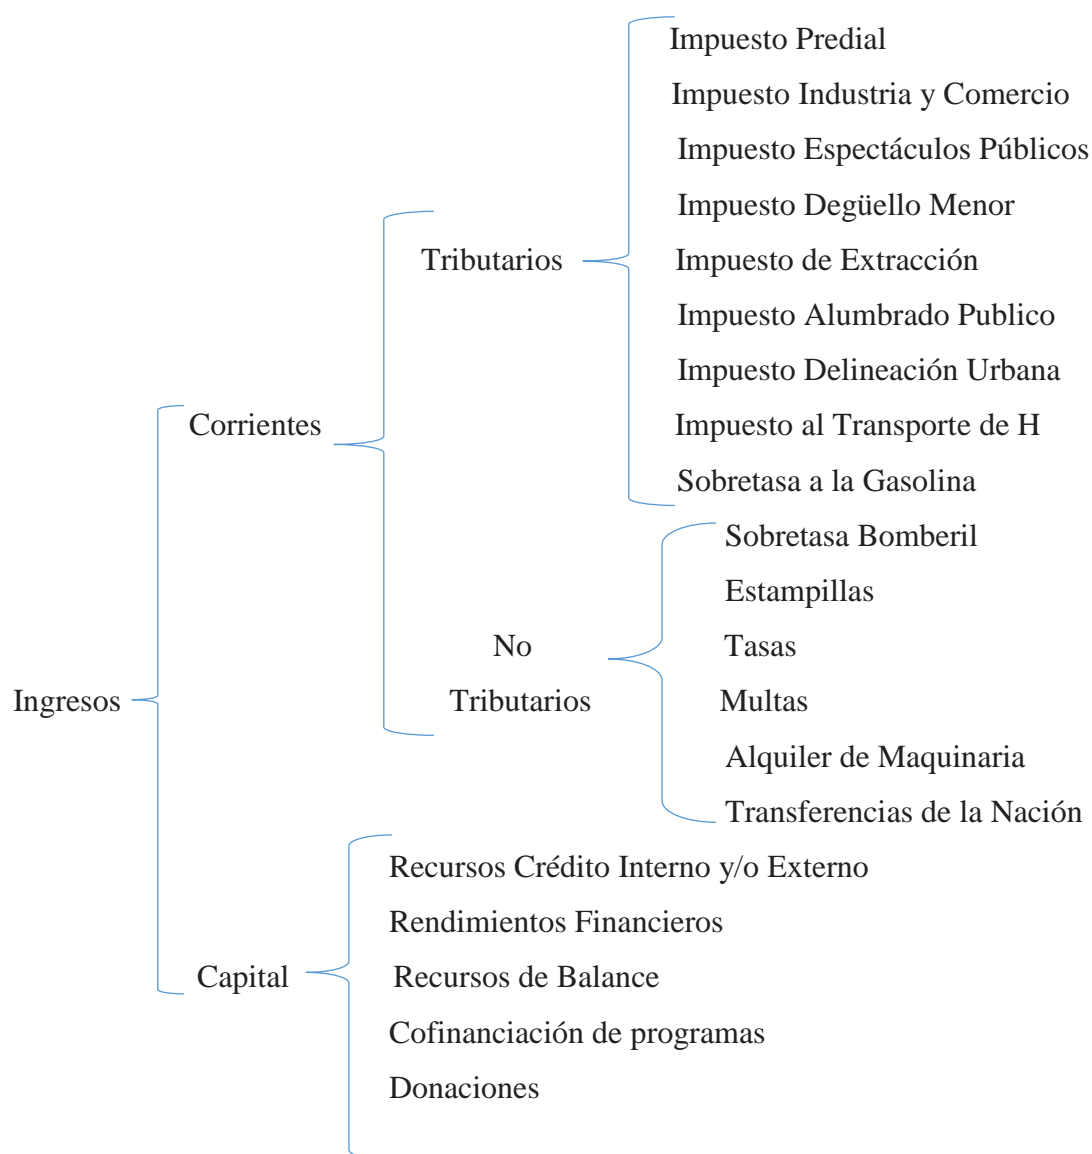 Impuesto Predial
Impuesto Industria y Comercio
Impuesto Espectáculos Públicos
Impuesto Degüello Menor
Tributarios
Impuesto de Extracción
Impuesto Alumbrado Publico
Impuesto Delineación Urbana
Corrientes
Impuesto al Transporte de H
Sobretasa a la Gasolina
Sobretasa Bomberil
Estampillas
No
Tributarios
Tasas
Ingresos
Multas
Alquiler de Maquinaria
Transferencias de la Nación
Recursos Crédito Interno y/o Externo
Rendimientos Financieros
Capital
Recursos de Balance
Cofinanciación de programas
Donaciones